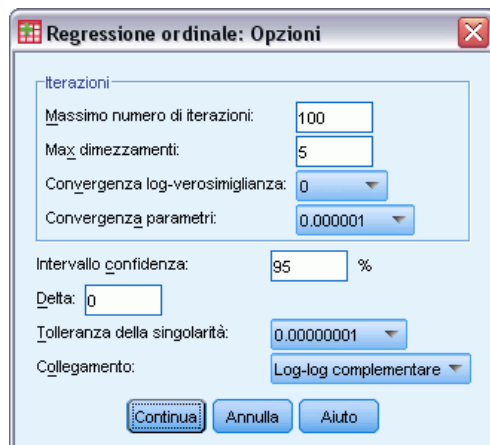 Regressione ordinale: Opzioni
Iterazioni
Massimo numero di iterazioni: 100
Max dimezzamenti: 5
Convergenza log-verosimiglianza: 0
Convergenza parametri: 0.000001
Intervallo confidenza: 95 %
Delta: 0
Tolleranza della singolarità: 0.00000001
Collegamento: Log-log complementare
Continua Annulla Aiuto